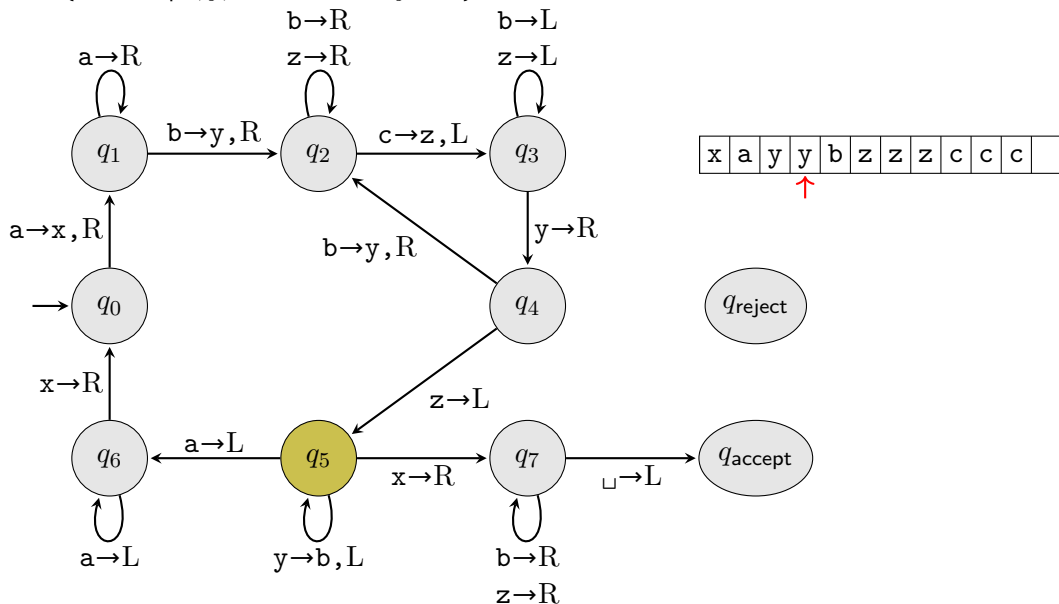 b→R
b→L
a→R
z→R
z→L
q1
b→y,R
q2
c→z,L
q3
x a y y b z z z c c c
a→x,R
b→y,R
y→R
q0
q4
qreject
x→R
z→L
q6
a→L
q5
x→R
q7
␣→L
qaccept
a→L
y→b,L
b→R
z→R